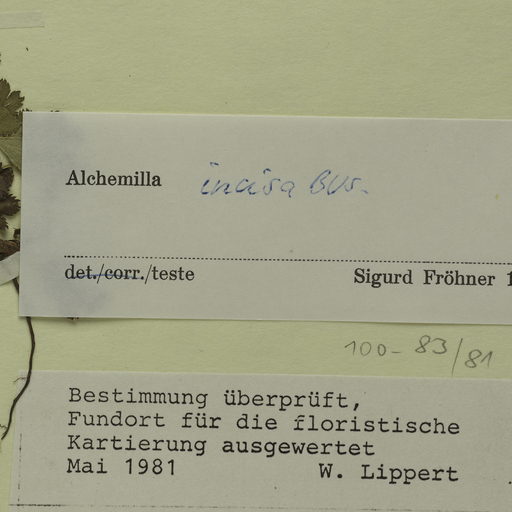 Alchemilla incisa BUS.
det./corr./teste Sigurd Fröhner 1
100-83/81
Bestimmung überprüft,
Fundort für die floristische
Kartierung ausgewertet
Mai 1981 W. Lippert